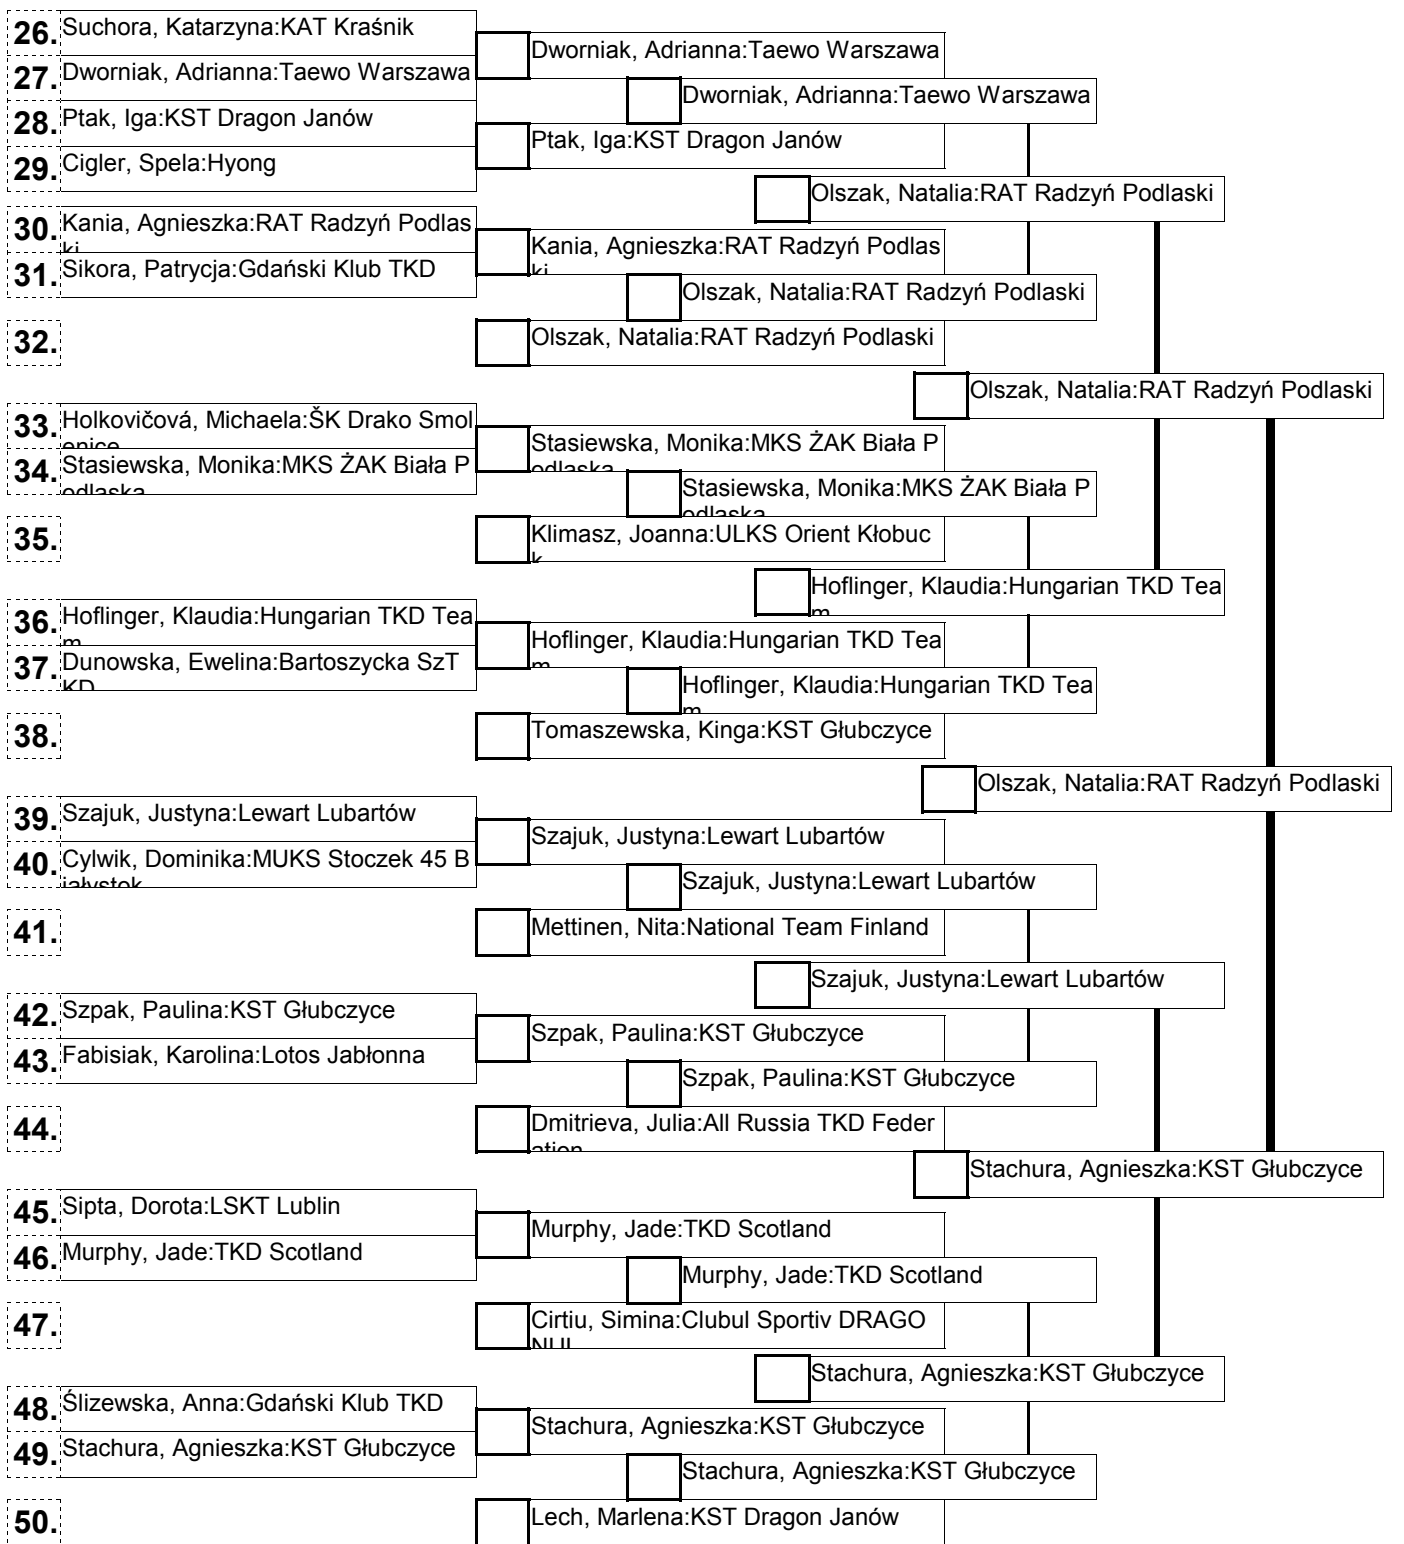 26. Suchora, Katarzyna:KAT Kraśnik
Dworniak, Adrianna:Taewo Warszawa
27. Dworniak, Adrianna:Taewo Warszawa
Dworniak, Adrianna:Taewo Warszawa
28. Ptak, Iga:KST Dragon Janów
Ptak, Iga:KST Dragon Janów
29. Cigler, Spela:Hyong
Olszak, Natalia:RAT Radzyń Podlaski
30. Kania, Agnieszka:RAT Radzyń Podlas
ki
Kania, Agnieszka:RAT Radzyń Podlas
ki
31. Sikora, Patrycja:Gdański Klub TKD
Olszak, Natalia:RAT Radzyń Podlaski
32.
Olszak, Natalia:RAT Radzyń Podlaski
Olszak, Natalia:RAT Radzyń Podlaski
33. Holkovičová, Michaela:ŠK Drako Smol
enice
Stasiewska, Monika:MKS ŻAK Biała P
odlaska
34. Stasiewska, Monika:MKS ŻAK Biała P
odlaska
Stasiewska, Monika:MKS ŻAK Biała P
odlaska
35.
Klimasz, Joanna:ULKS Orient Kłobuc
k
Hoflinger, Klaudia:Hungarian TKD Tea
m
36. Hoflinger, Klaudia:Hungarian TKD Tea
m
Hoflinger, Klaudia:Hungarian TKD Tea
m
37. Dunowska, Ewelina:Bartoszycka SzT
KD
Hoflinger, Klaudia:Hungarian TKD Tea
m
38.
Tomaszewska, Kinga:KST Głubczyce
Olszak, Natalia:RAT Radzyń Podlaski
39. Szajuk, Justyna:Lewart Lubartów
Szajuk, Justyna:Lewart Lubartów
40. Cylwik, Dominika:MUKS Stoczek 45 B
iałystok
Szajuk, Justyna:Lewart Lubartów
41.
Mettinen, Nita:National Team Finland
Szajuk, Justyna:Lewart Lubartów
42. Szpak, Paulina:KST Głubczyce
Szpak, Paulina:KST Głubczyce
43. Fabisiak, Karolina:Lotos Jabłonna
Szpak, Paulina:KST Głubczyce
44.
Dmitrieva, Julia:All Russia TKD Feder
ation
Stachura, Agnieszka:KST Głubczyce
45. Sipta, Dorota:LSKT Lublin
Murphy, Jade:TKD Scotland
46. Murphy, Jade:TKD Scotland
Murphy, Jade:TKD Scotland
47.
Cirtiu, Simina:Clubul Sportiv DRAGO
NUL
Stachura, Agnieszka:KST Głubczyce
48. Ślizewska, Anna:Gdański Klub TKD
Stachura, Agnieszka:KST Głubczyce
49. Stachura, Agnieszka:KST Głubczyce
Stachura, Agnieszka:KST Głubczyce
50.
Lech, Marlena:KST Dragon Janów